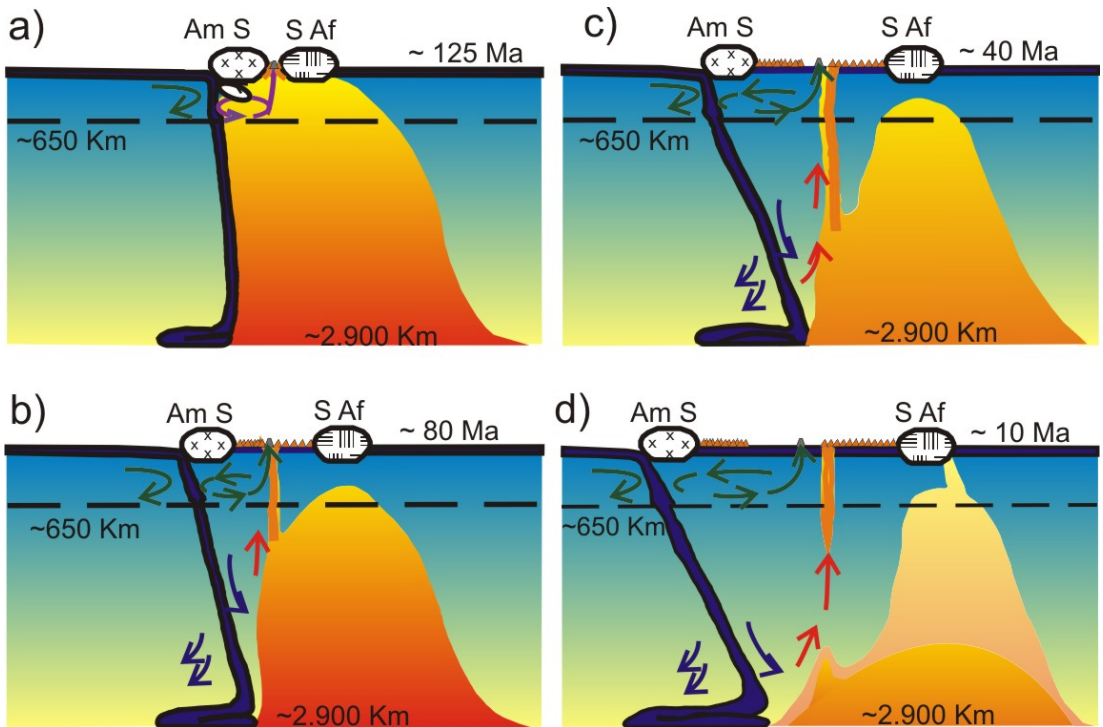 a)
Am S
S Af
~ 125 Ma
~650 Km
~2.900 Km
c)
Am S
S Af
~ 40 Ma
~650 Km
~2.900 Km
b)
Am S
S Af
~ 80 Ma
~650 Km
~2.900 Km
d)
Am S
S Af
~ 10 Ma
~650 Km
~2.900 Km